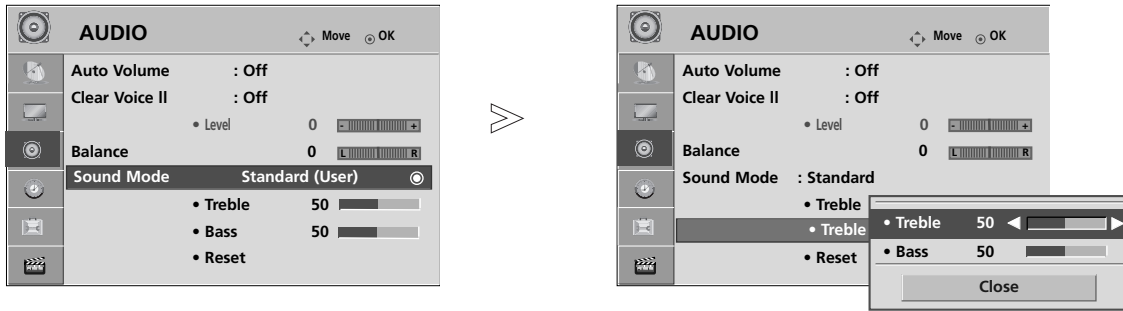 AUDIO
Move OK
Auto Volume : Off
Clear Voice ll : Off
• Level 0 - +
Balance 0 L R
Sound Mode Standard (User)
• Treble 50
• Bass 50
• Reset
AUDIO
Move OK
Auto Volume : Off
Clear Voice ll : Off
• Level 0 - +
Balance 0 L R
Sound Mode : Standard
• Treble
• Treble
• Reset
• Treble 50
• Bass 50
Close